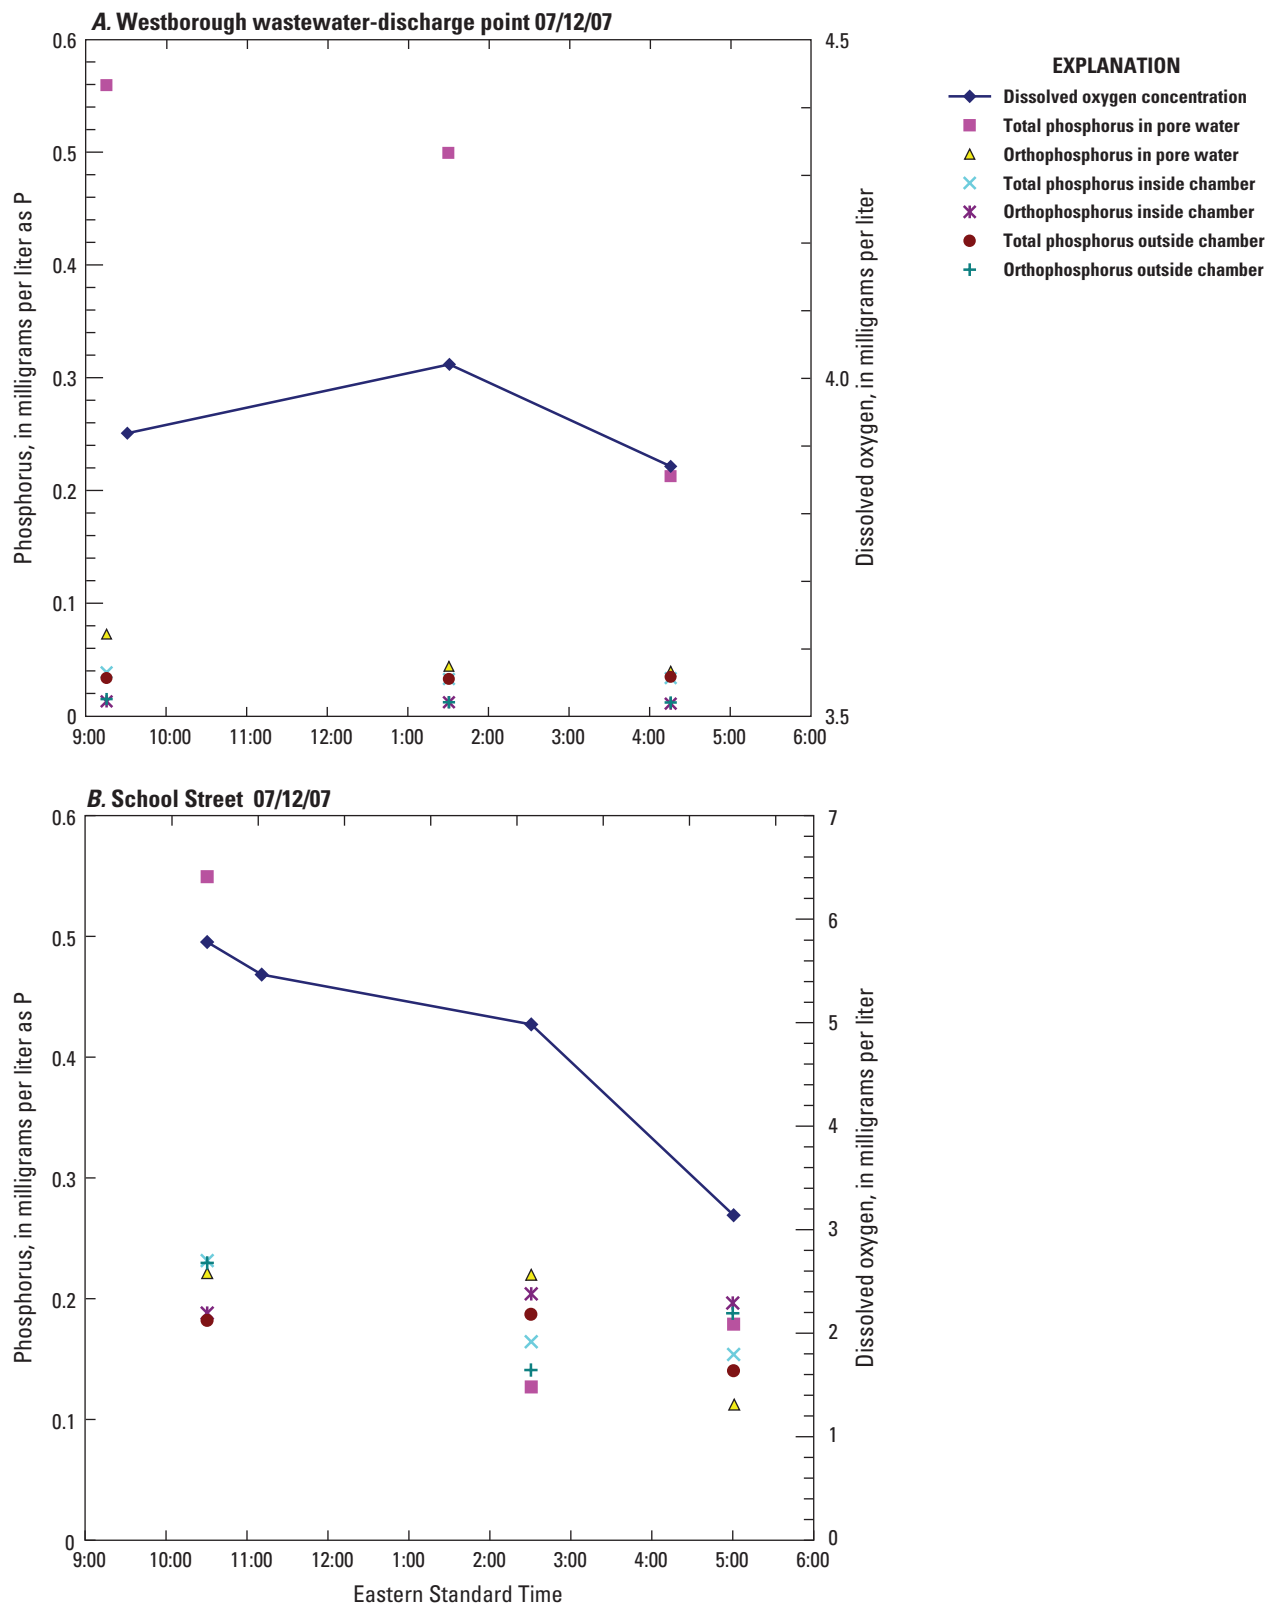 A. Westborough wastewater-discharge point 07/12/07
0.6
0.5
0.4
0.3
0.2
0.1
0
Phosphorus, in milligrams per liter as P
4.5
4.0
3.5
Dissolved oxygen, in milligrams per liter
9:00 10:00 11:00 12:00 1:00 2:00 3:00 4:00 5:00 6:00
EXPLANATION
Dissolved oxygen concentration
Total phosphorus in pore water
Orthophosphorus in pore water
Total phosphorus inside chamber
Orthophosphorus inside chamber
Total phosphorus outside chamber
Orthophosphorus outside chamber
B. School Street 07/12/07
0.6
0.5
0.4
0.3
0.2
0.1
0
Phosphorus, in milligrams per liter as P
7
6
5
4
3
2
1
0
Dissolved oxygen, in milligrams per liter
9:00 10:00 11:00 12:00 1:00 2:00 3:00 4:00 5:00 6:00
Eastern Standard Time